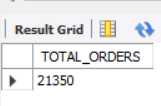 Result Grid
TOTAL_ORDERS
21350